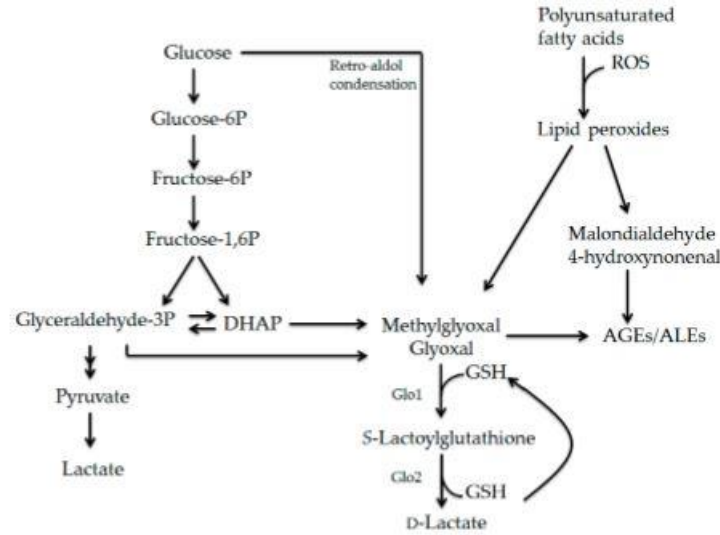 Polyunsaturated
fatty acids
Glucose
Retro-aldol
condensation
ROS
Glucose-6P
Lipid peroxides
Fructose-6P
Fructose-1,6P
Malondialdehyde
4-hydroxynonenal
Glyceraldehyde-3P
DHAP
Methylglyoxal
Glyoxal
AGEs/ALEs
GSH
Glo1
Pyruvate
S-Lactoylglutathione
Lactate
Glo2
GSH
D-Lactate